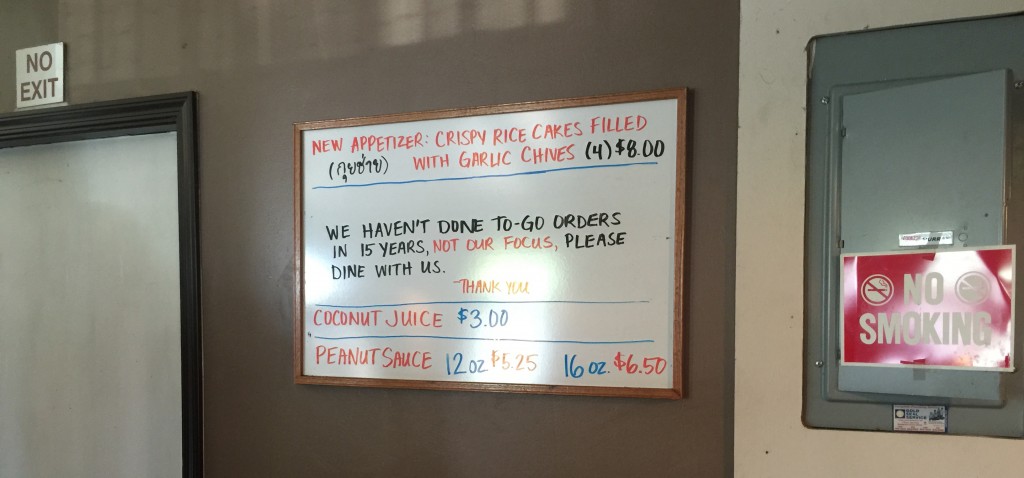 NO
EXIT
NEW APPETIZER: CRISPY RICE CAKES FILLED
(กุยช่าย) WITH GARLIC CHIVES (4) $8.00
WE HAVEN'T DONE TO-GO ORDERS
IN 15 YEARS, NOT OUR FOCUS, PLEASE
DINE WITH US.
THANK YOU
COCONUT JUICE $3.00
PEANUT SAUCE 12 OZ $5.25 16 OZ. $6.50
NO
SMOKING